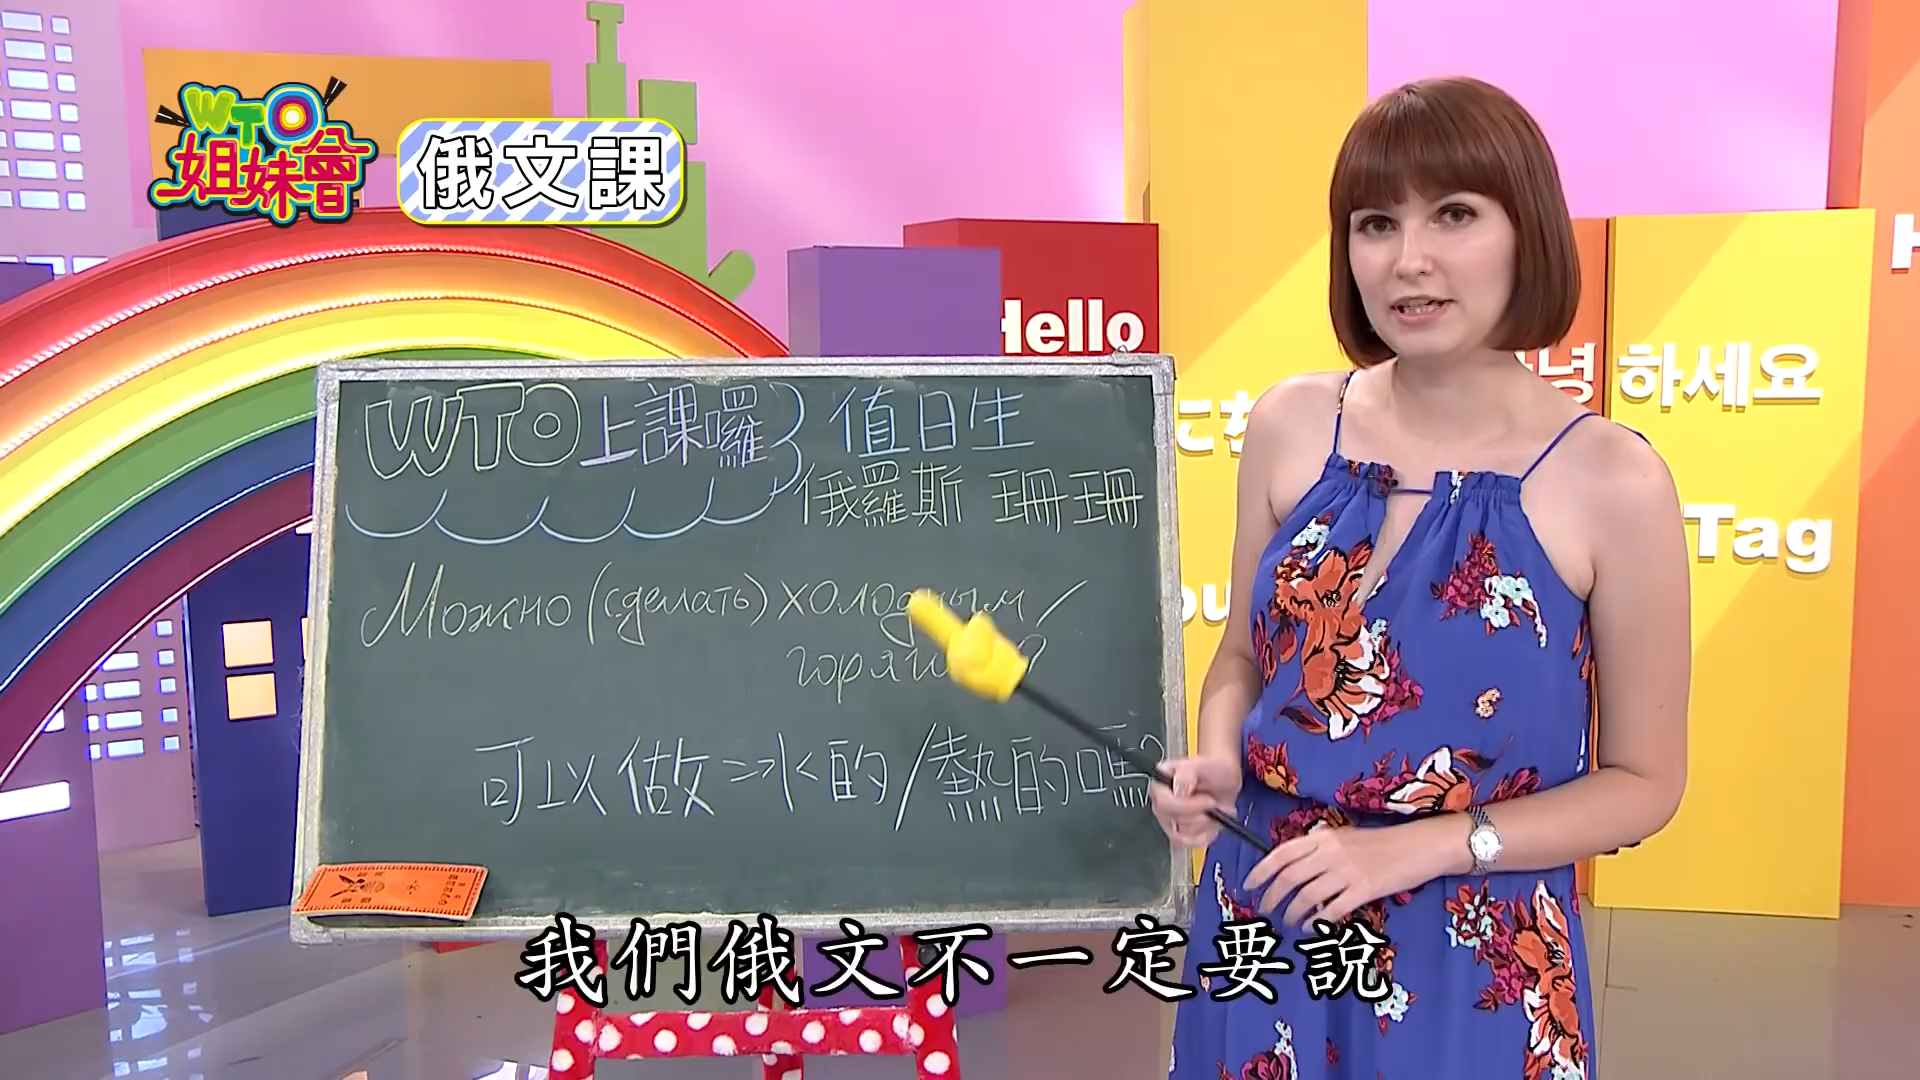 WTO
姐妹會
俄文課
Hello
하세요
Tag
WTO上課囉 值日生
俄羅斯 珊珊
Можно (сделать) холодным/
可以做冰的/熱的嗎?
我們俄文不一定要說